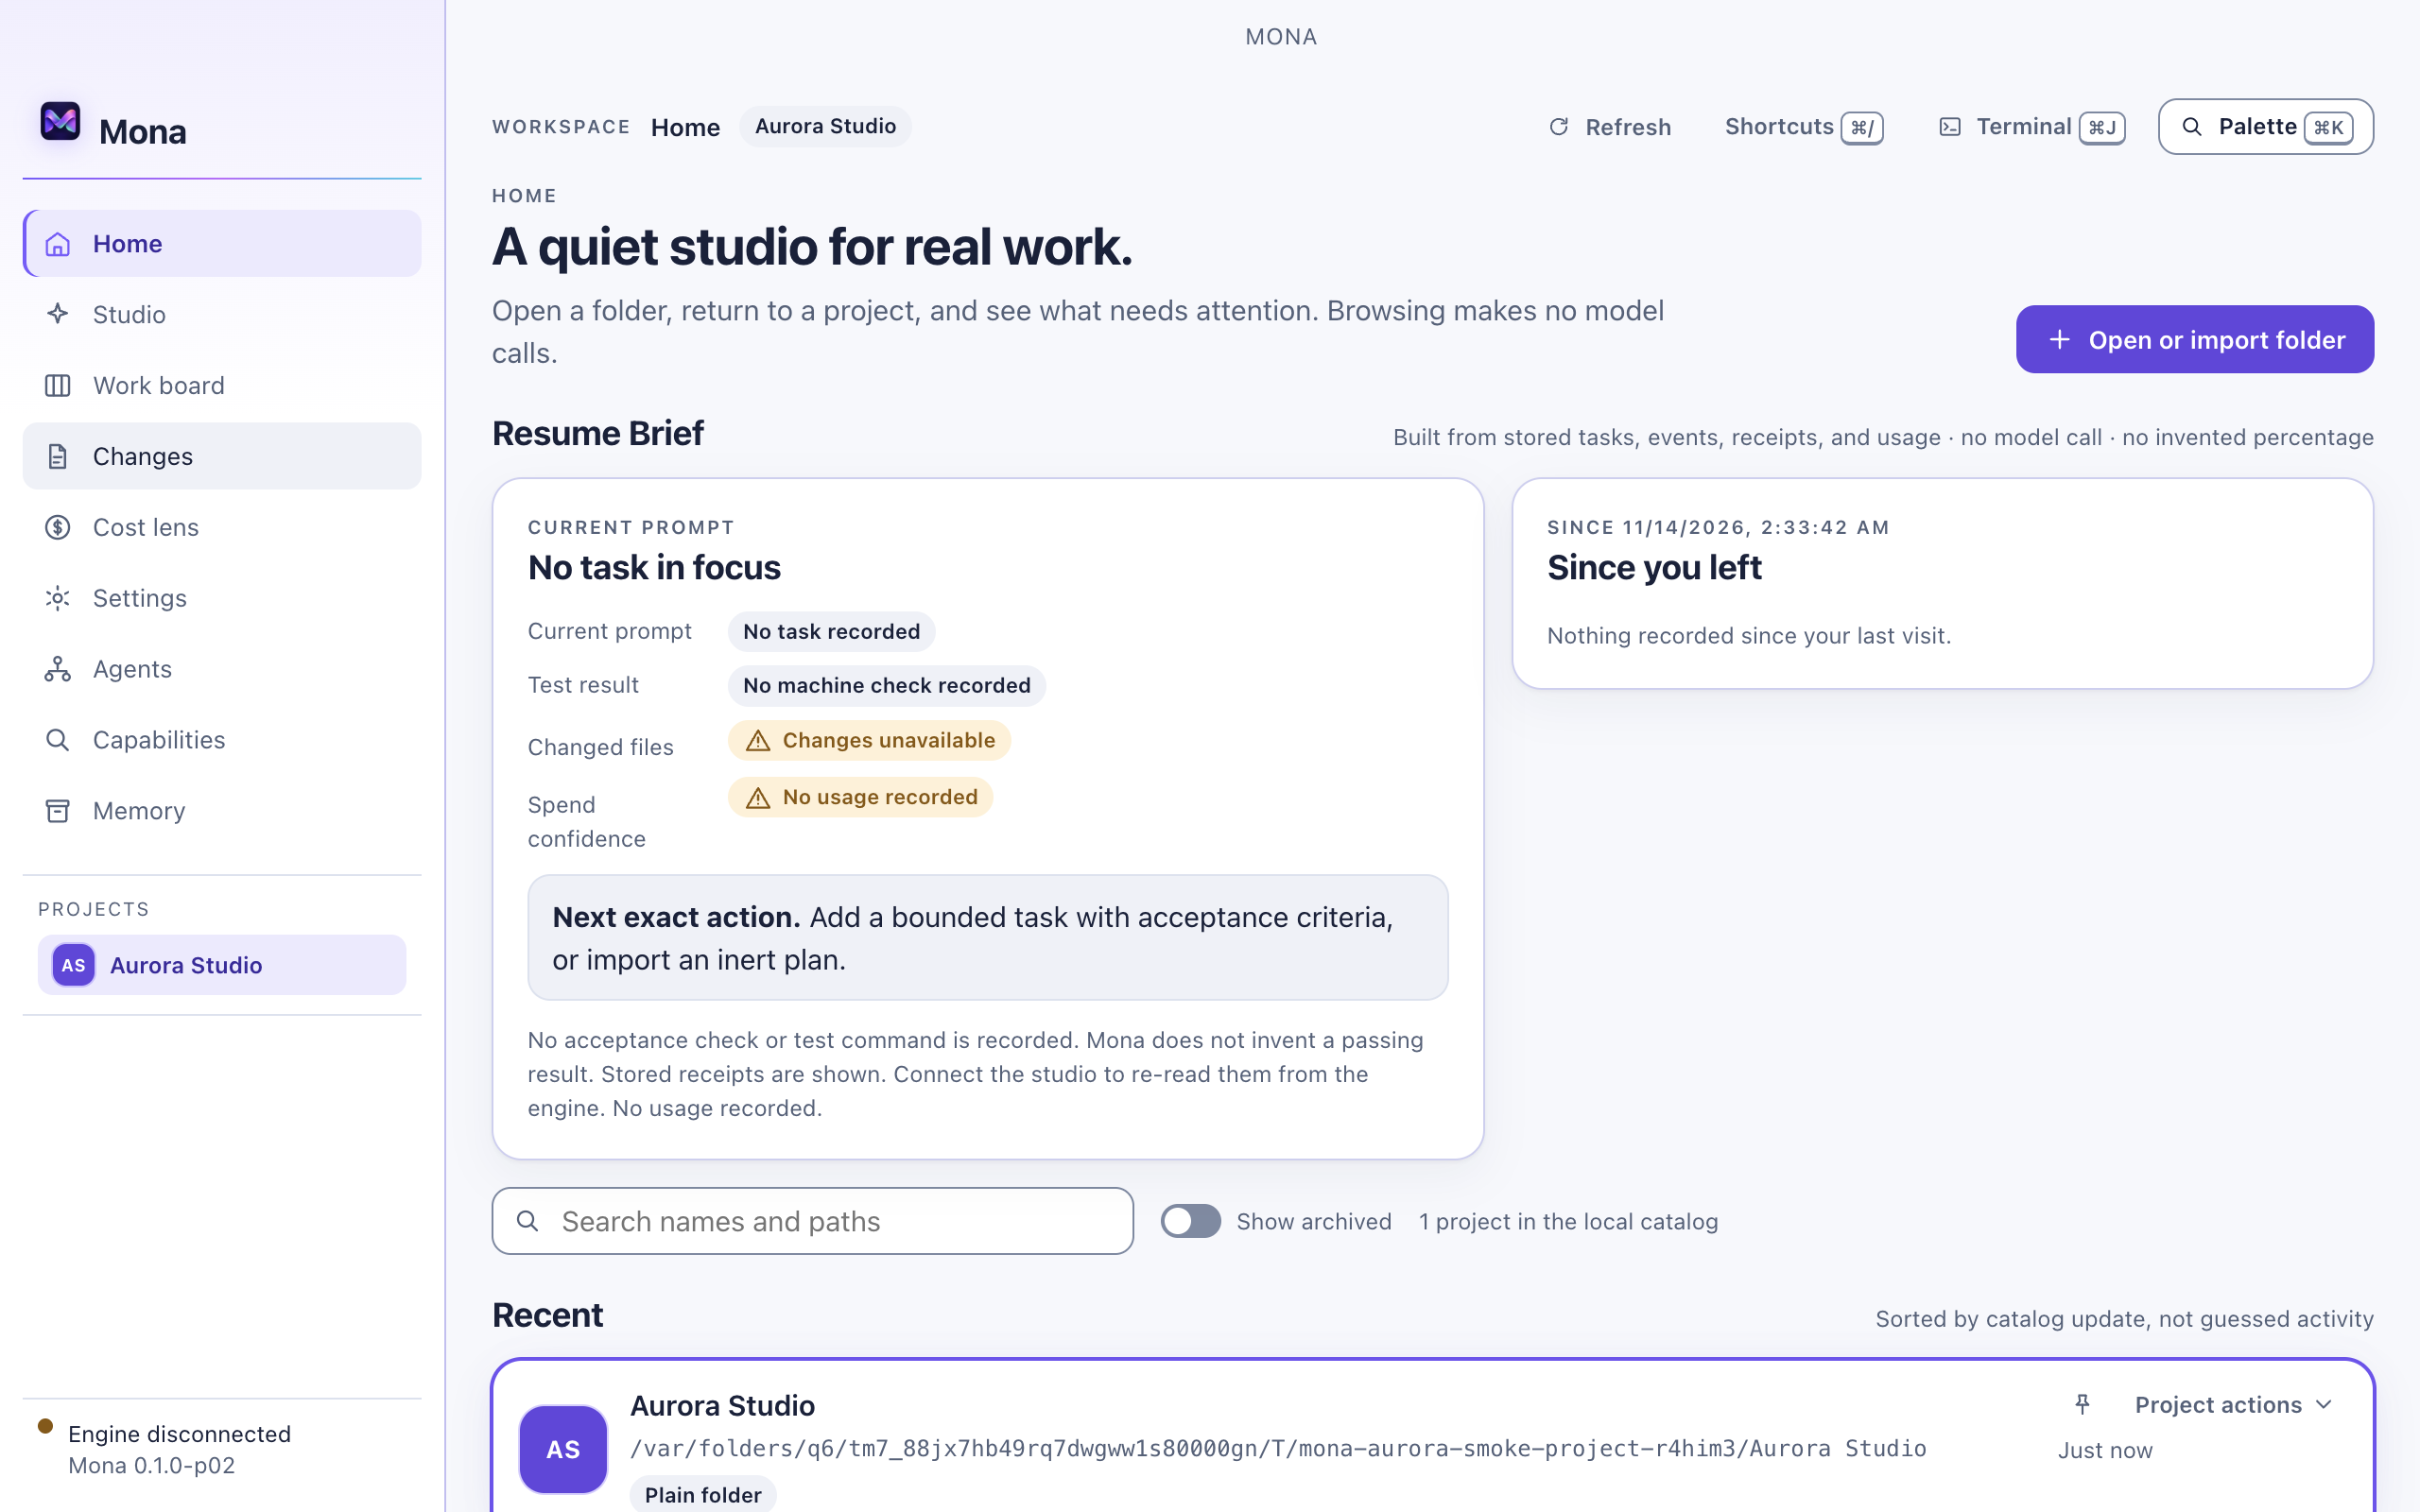 MONA
Mona
Home
Studio
Work board
Changes
Cost lens
Settings
Agents
Capabilities
Memory
PROJECTS
AS Aurora Studio
Engine disconnected
Mona 0.1.0-p02
WORKSPACE Home Aurora Studio
Refresh Shortcuts ⌘/ Terminal ⌘J Palette ⌘K
HOME
A quiet studio for real work.
Open a folder, return to a project, and see what needs attention. Browsing makes no model
calls.
Open or import folder
Resume Brief
Built from stored tasks, events, receipts, and usage · no model call · no invented percentage
CURRENT PROMPT
No task in focus
Current prompt No task recorded
Test result No machine check recorded
Changed files Changes unavailable
Spend No usage recorded
confidence
Next exact action. Add a bounded task with acceptance criteria,
or import an inert plan.
No acceptance check or test command is recorded. Mona does not invent a passing
result. Stored receipts are shown. Connect the studio to re-read them from the
engine. No usage recorded.
SINCE 11/14/2026, 2:33:42 AM
Since you left
Nothing recorded since your last visit.
Search names and paths
Show archived 1 project in the local catalog
Recent
Sorted by catalog update, not guessed activity
AS
Aurora Studio
/var/folders/q6/tm7_88jx7hb49rq7dwgww1s80000gn/T/mona-aurora-smoke-project-r4him3/Aurora Studio
Plain folder
Project actions
Just now